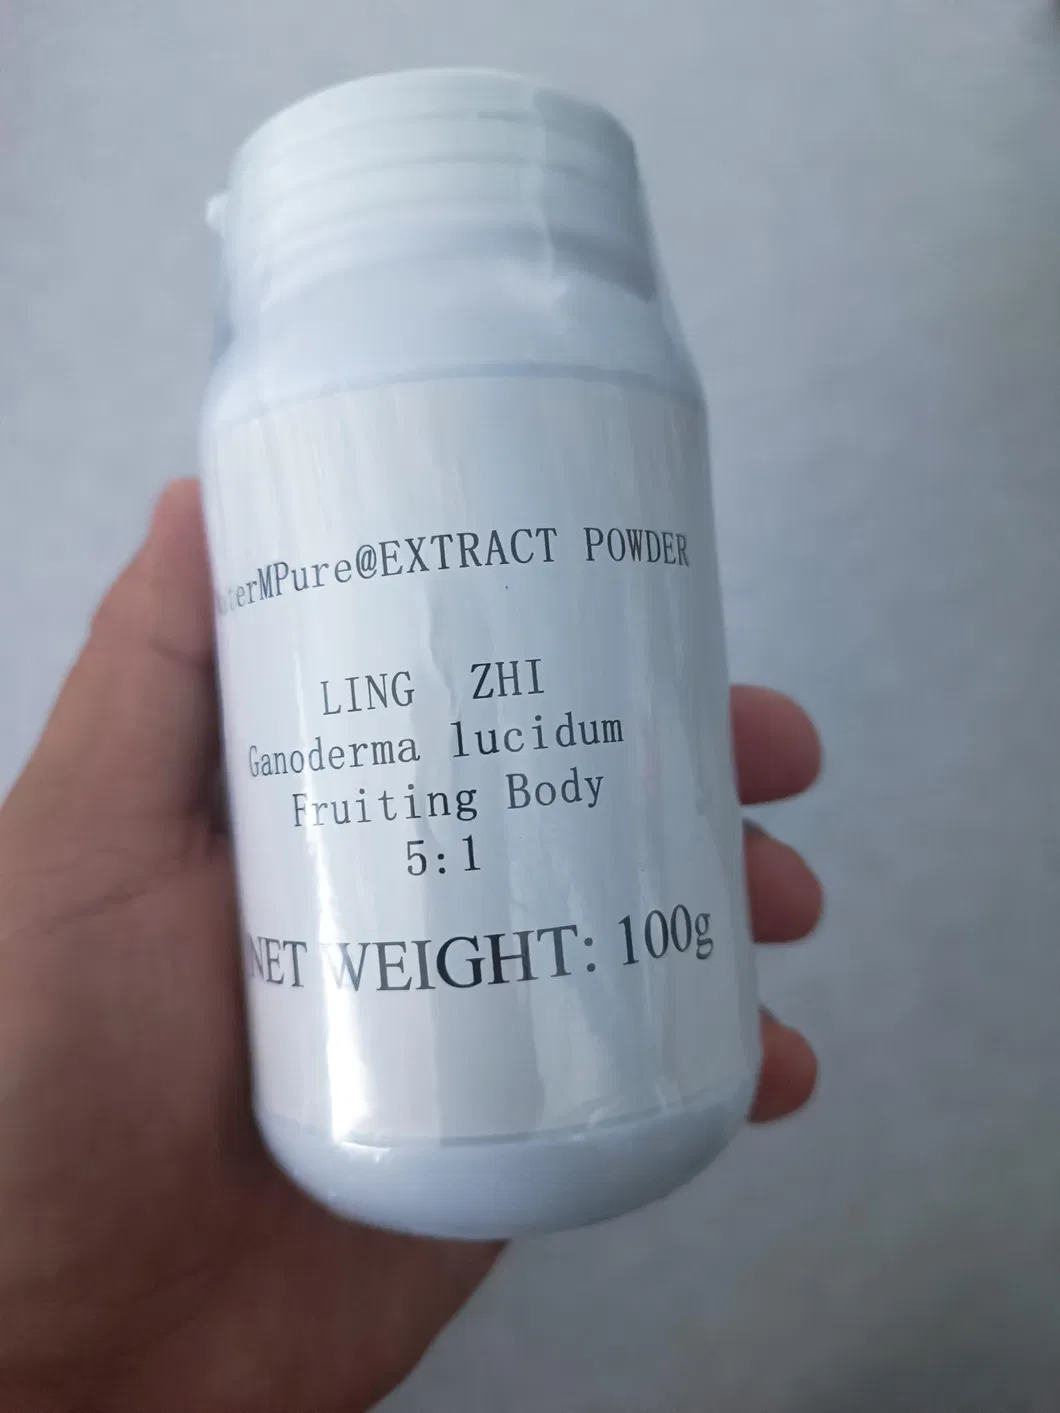 EXTRACT POWDER
LING ZHI
Ganoderma lucidum
Fruiting Body
5:1
NET WEIGHT: 100g